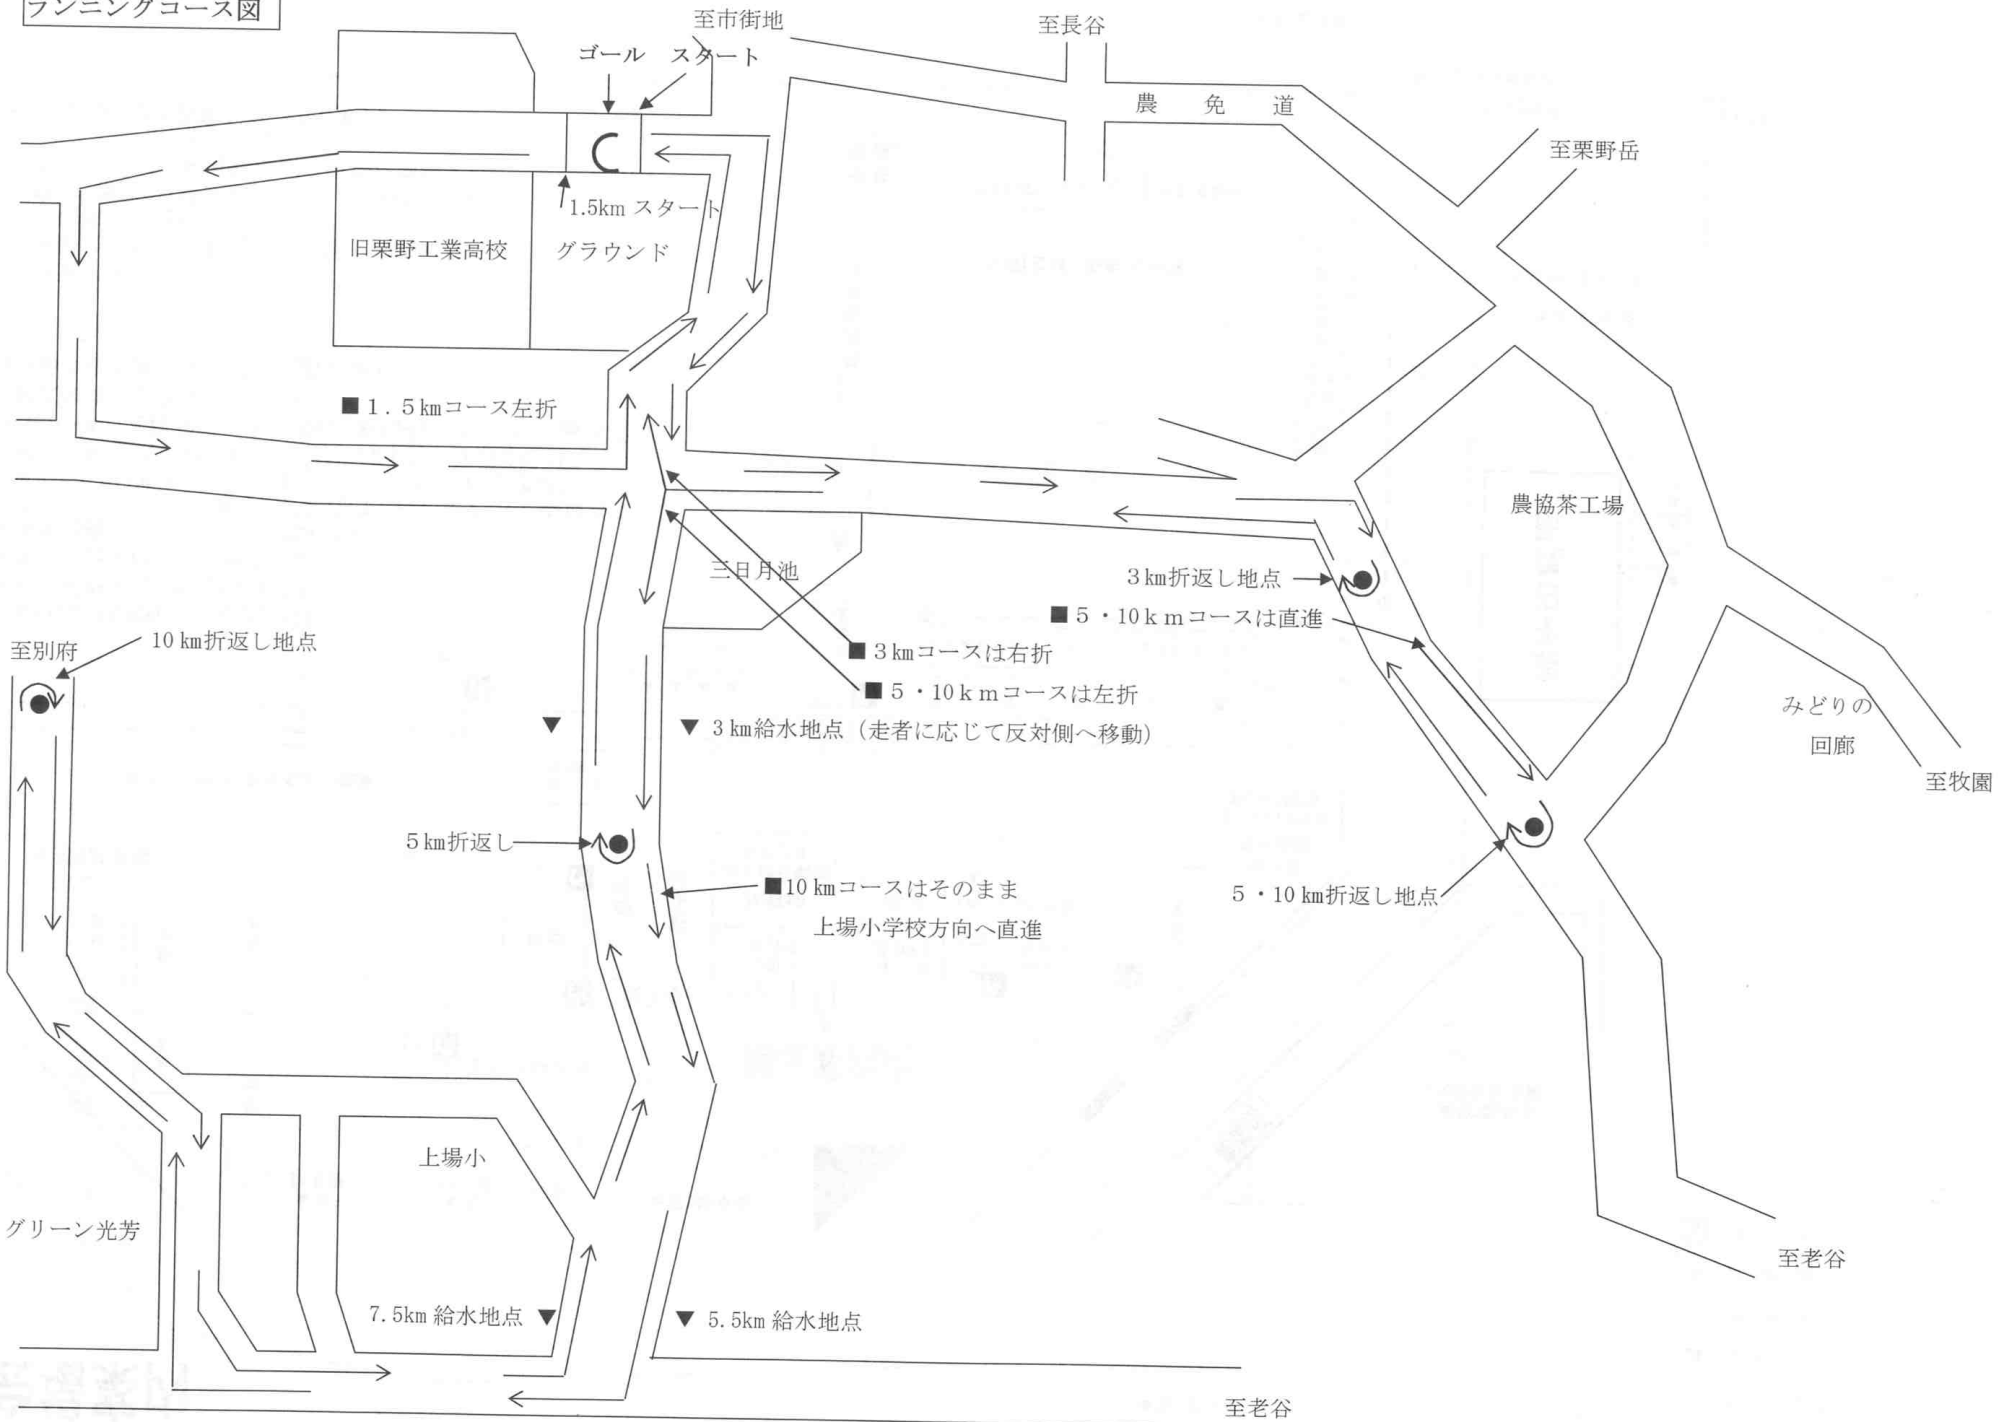 ランニングコース図
至市街地
至長谷
ゴール
スタート
農 免 道
至栗野岳
1.5km スタート
旧栗野工業高校
グラウンド
■1.5㎞コース左折
農協茶工場
三日月池
3㎞折返し地点
■5・10kmコースは直進
至別府
10㎞折返し地点
■3㎞コースは右折
■5・10kmコースは左折
▼
▼ 3㎞給水地点（走者に応じて反対側へ移動）
みどりの
回廊
至牧園
5㎞折返し
■10㎞コースはそのまま
上場小学校方向へ直進
5・10㎞折返し地点
上場小
グリーン光芳
至老谷
7.5km 給水地点 ▼
▼ 5.5km 給水地点
至老谷